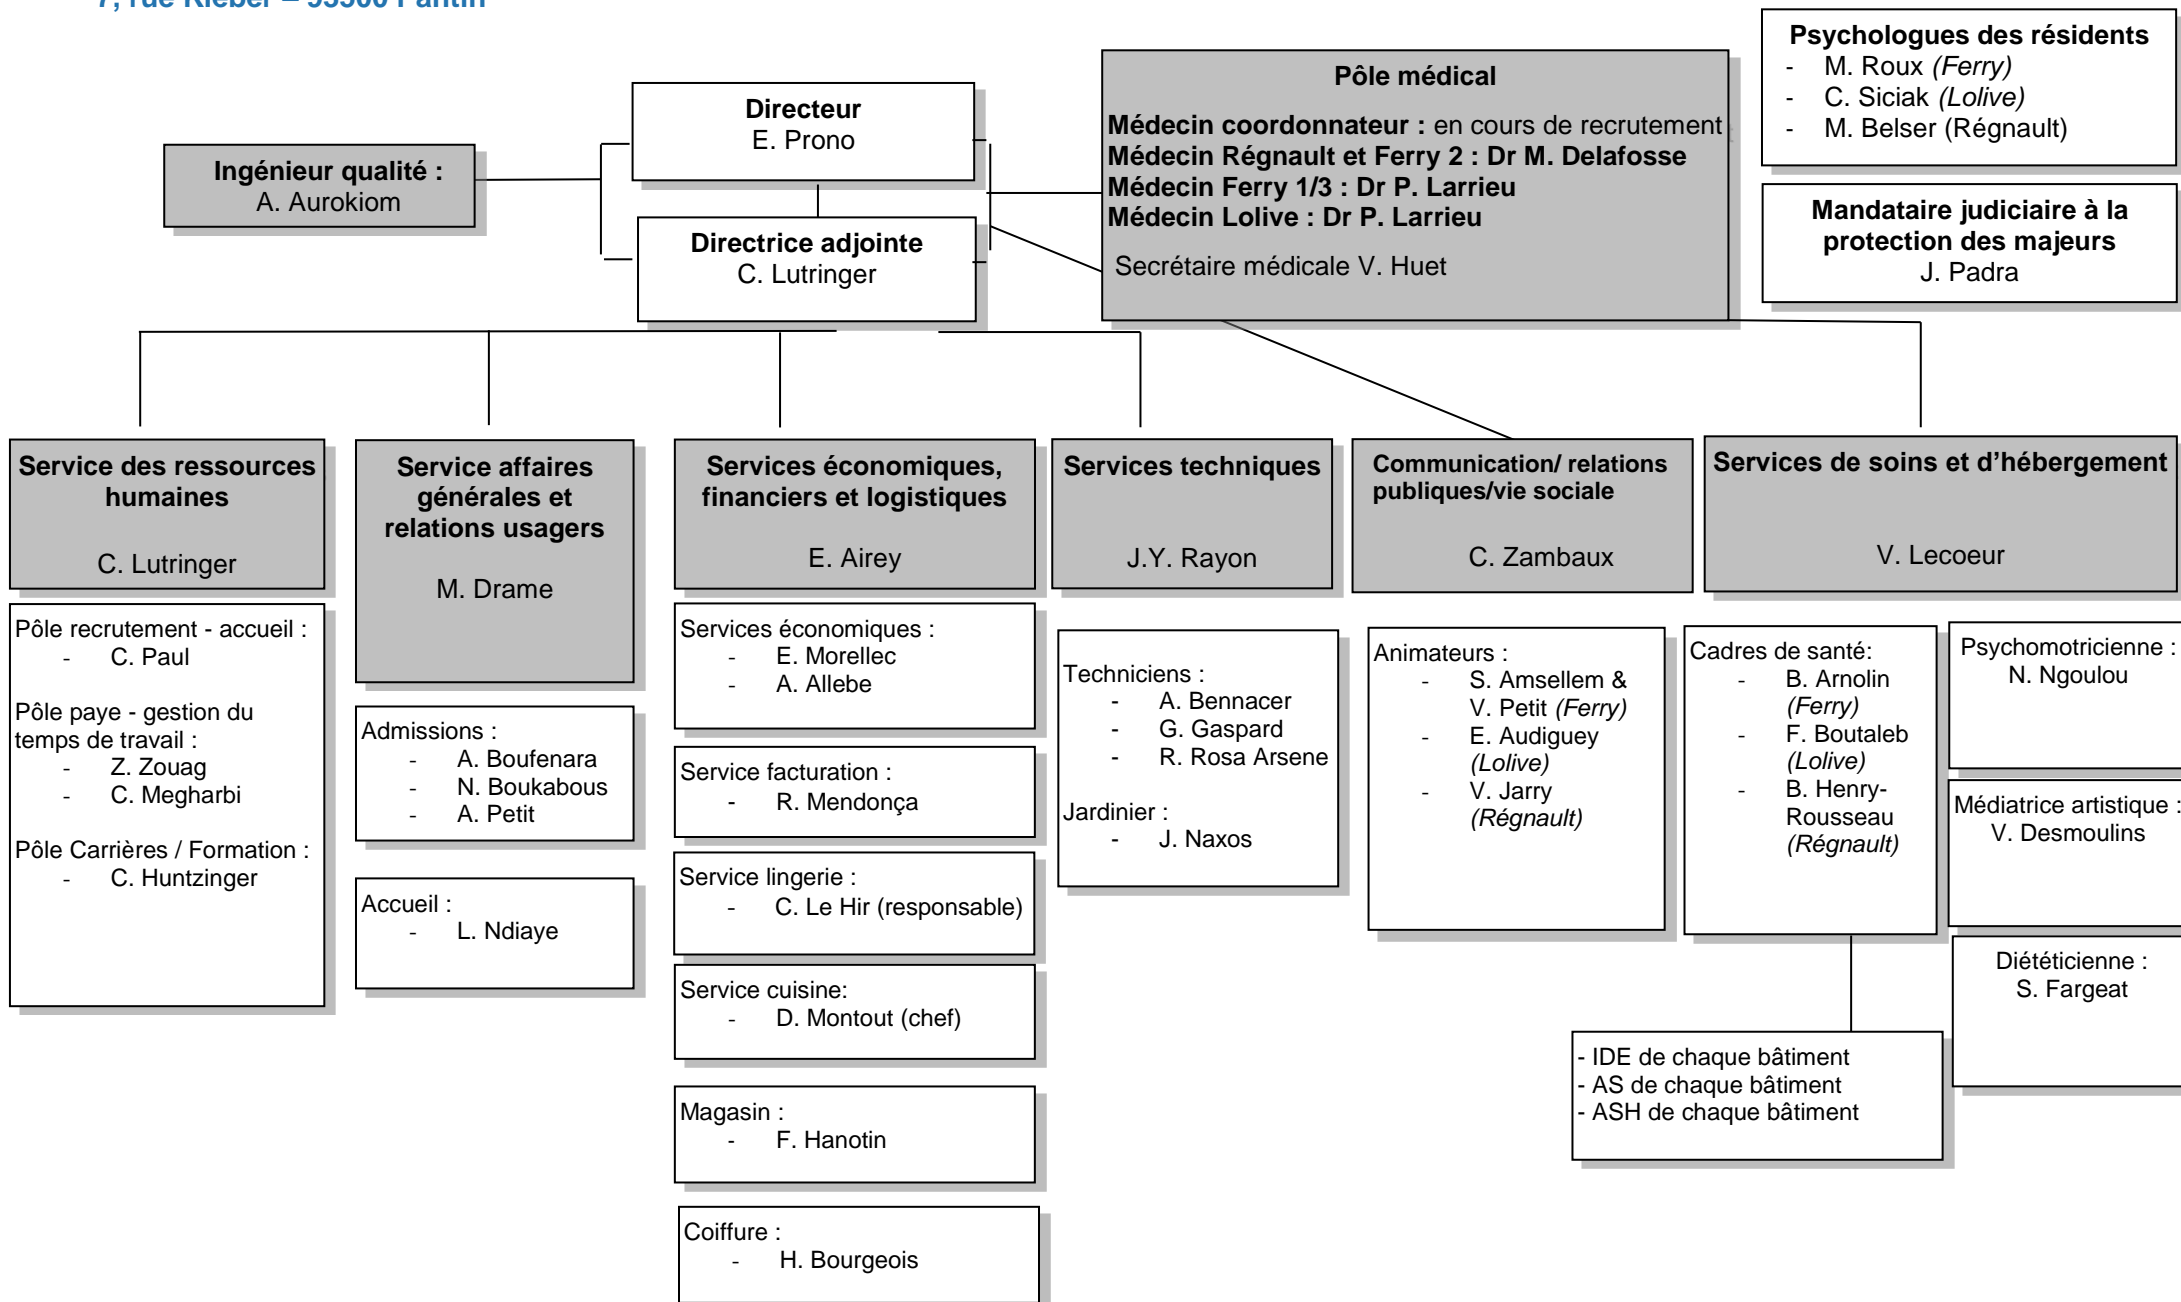 7, rue Kléber – 93500 Pantin
Directeur
E. Prono
Ingénieur qualité :
A. Aurokiom
Directrice adjointe
C. Lutringer
Pôle médical
Médecin coordonnateur : en cours de recrutement
Médecin Régnault et Ferry 2 : Dr M. Delafosse
Médecin Ferry 1/3 : Dr P. Larrieu
Médecin Lolive : Dr P. Larrieu
Secrétaire médicale V. Huet
Psychologues des résidents
- M. Roux (Ferry)
- C. Siciak (Lolive)
- M. Belser (Régnault)
Mandataire judiciaire à la
protection des majeurs
J. Padra
Service des ressources
humaines
C. Lutringer
Pôle recrutement - accueil :
- C. Paul
Pôle paye - gestion du
temps de travail :
- Z. Zouag
- C. Megharbi
Pôle Carrières / Formation :
- C. Huntzinger
Service affaires
générales et
relations usagers
M. Drame
Admissions :
- A. Boufenara
- N. Boukabous
- A. Petit
Accueil :
- L. Ndiaye
Services économiques,
financiers et logistiques
E. Airey
Services économiques :
- E. Morellec
- A. Allebe
Service facturation :
- R. Mendonça
Service lingerie :
- C. Le Hir (responsable)
Service cuisine:
- D. Montout (chef)
Magasin :
- F. Hanotin
Coiffure :
- H. Bourgeois
Services techniques
J.Y. Rayon
Techniciens :
- A. Bennacer
- G. Gaspard
- R. Rosa Arsene
Jardinier :
- J. Naxos
Communication/ relations
publiques/vie sociale
C. Zambaux
Animateurs :
- S. Amsellem &
V. Petit (Ferry)
- E. Audiguey
(Lolive)
- V. Jarry
(Régnault)
Services de soins et d’hébergement
V. Lecoeur
Cadres de santé:
- B. Arnolin
(Ferry)
- F. Boutaleb
(Lolive)
- B. Henry-
Rousseau
(Régnault)
- IDE de chaque bâtiment
- AS de chaque bâtiment
- ASH de chaque bâtiment
Psychomotricienne :
N. Ngoulou
Médiatrice artistique :
V. Desmoulins
Diététicienne :
S. Fargeat